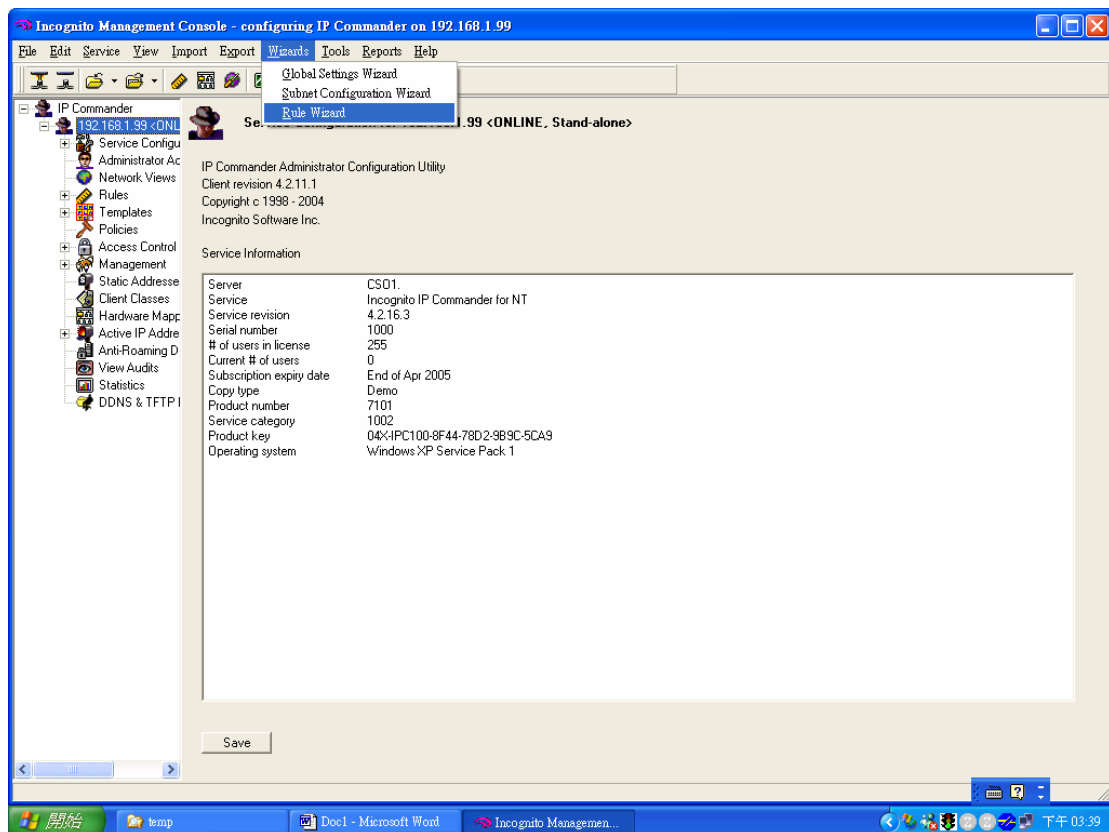 Incognito Management Console - configuring IP Commander on 192.168.1.99
File Edit Service View Import Export Wizards Tools Reports Help
Global Settings Wizard
Subnet Configuration Wizard
Rule Wizard
IP Commander
192.168.1.99 <ONL
Service Configu
Administrator Ac
Network Views
Rules
Templates
Policies
Access Control
Management
Static Addresse
Client Classes
Hardware Mapp
Active IP Addre
Anti-Roaming D
View Audits
Statistics
DDNS & TFTP I
.99 <ONLINE, Stand-alone>
IP Commander Administrator Configuration Utility
Client revision 4.2.11.1
Copyright c 1998 - 2004
Incognito Software Inc.
Service Information
Server CS01.
Service Incognito IP Commander for NT
Service revision 4.2.16.3
Serial number 1000
# of users in license 255
Current # of users 0
Subscription expiry date End of Apr 2005
Copy type Demo
Product number 7101
Service category 1002
Product key 04X-IPC100-8F44-78D2-9B9C-5CA9
Operating system Windows XP Service Pack 1
Save
開始 temp Doc1 - Microsoft Word Incognito Managemen... 下午 03:39